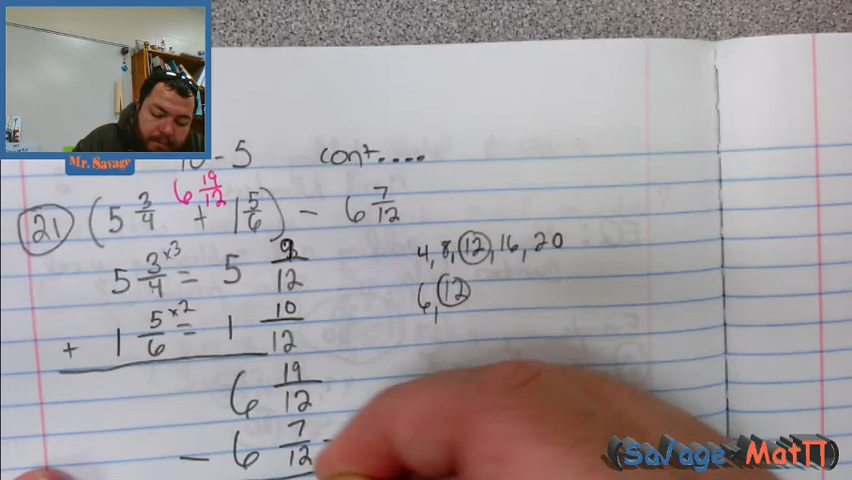 Mr. Savage
10-5 cont....
6 19/12
21 (5 3/4 + 1 5/6) - 6 7/12
5 3/4 ×3 = 5 9/12
4, 8, 12, 16, 20
+ 1 5/6 ×2 = 1 10/12
6, 12
6 19/12
- 6 7/12
(Savage MatΠ)